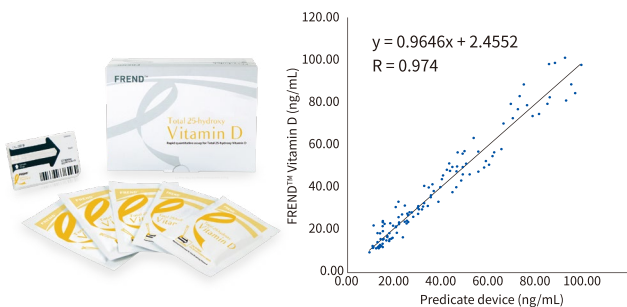 FREND™
Total 25-hydroxy
Vitamin D
y = 0.9646x + 2.4552
R = 0.974
FREND™ Vitamin D (ng/mL)
120.00
100.00
80.00
60.00
40.00
20.00
0.00
0.00 20.00 40.00 60.00 80.00 100.00
Predicate device (ng/mL)
Vitamin D